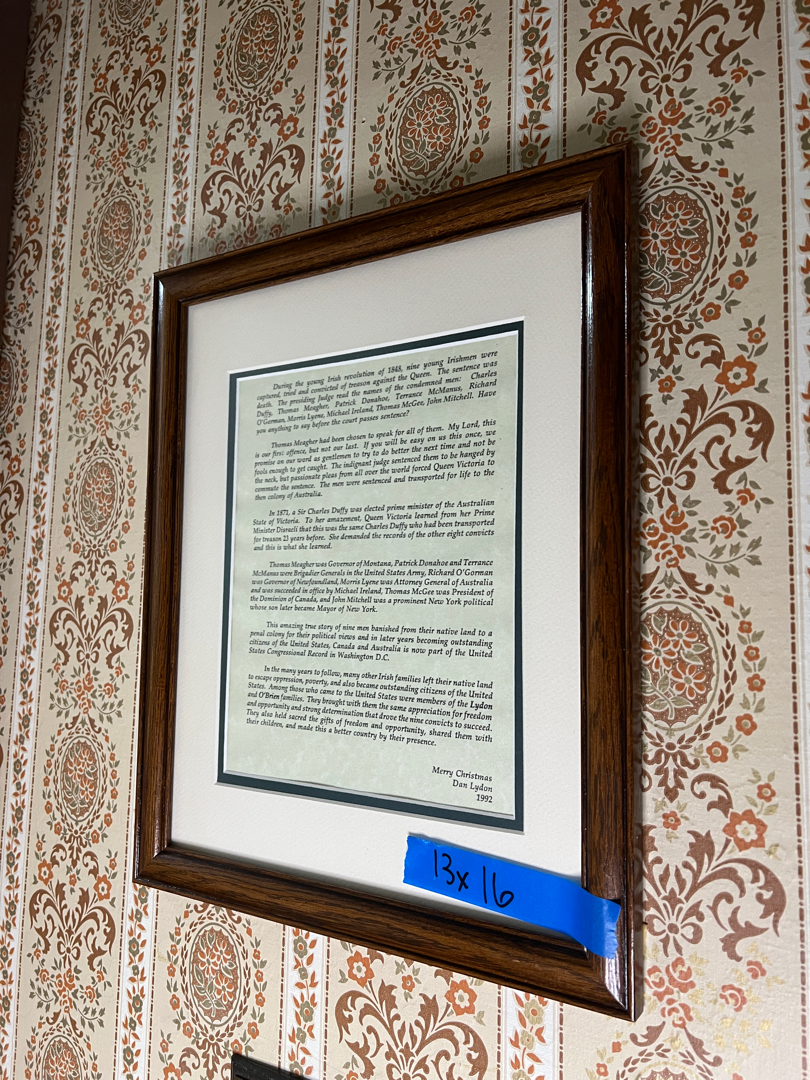 During the young Irish revolution of 1848, nine young Irishmen were
captured, tried and convicted of treason against the Queen. The sentence was
death. The presiding Judge read the names of the condemned men: Charles
Duffy, Thomas Meagher, Patrick Donahoe, Terrance McManus, Richard
O'Gorman, Morris Lyene, Michael Ireland, Thomas McGee, John Mitchell. Have
you anything to say before the court passes sentence?
Thomas Meagher had been chosen to speak for all of them. My Lord, this
is our first offence, but not our last. If you will be easy on us this once, we
promise on our word as gentlemen to try to do better the next time and not be
fools enough to get caught. The indignant judge sentenced them to be hanged by
the neck, but passionate pleas from all over the world forced Queen Victoria to
commute the sentence. The men were sentenced and transported for life to the
then colony of Australia.
In 1871, a Sir Charles Duffy was elected prime minister of the Australian
State of Victoria. To her amazement, Queen Victoria learned from her Prime
Minister Disraeli that this was the same Charles Duffy who had been transported
for treason 23 years before. She demanded the records of the other eight convicts
and this is what she learned.
Thomas Meagher was Governor of Montana, Patrick Donahoe and Terrance
McManus were Brigadier Generals in the United States Army, Richard O'Gorman
was Governor of Newfoundland, Morris Lyene was Attorney General of Australia
and was succeeded in office by Michael Ireland, Thomas McGee was President of
the Dominion of Canada, and John Mitchell was a prominent New York political
whose son later became Mayor of New York.
This amazing true story of nine men banished from their native land to a
penal colony for their political views and in later years becoming outstanding
citizens of the United States, Canada and Australia is now part of the United
States Congressional Record in Washington D.C.
In the many years to follow, many other Irish families left their native land
to escape oppression, poverty, and also became outstanding citizens of the United
States. Among those who came to the United States were members of the Lydon
and O'Brien families. They brought with them the same appreciation for freedom
and opportunity and strong determination that drove the nine convicts to succeed.
They also held sacred the gifts of freedom and opportunity, shared them with
their children, and made this a better country by their presence.
Merry Christmas
Dan Lydon
1992
13x 16